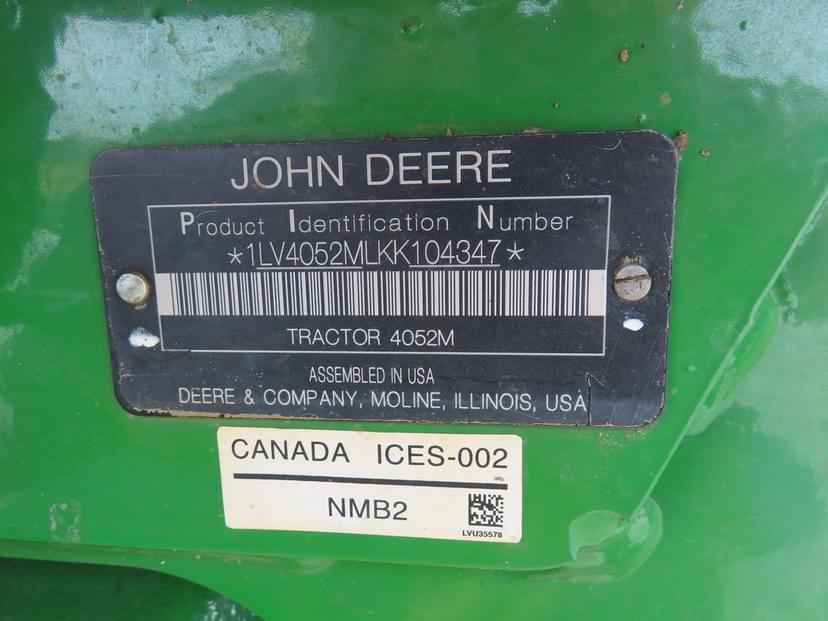 JOHN DEERE
Product Identification Number
*1LV4052MLKK104347*
TRACTOR 4052M
ASSEMBLED IN USA
DEERE & COMPANY, MOLINE, ILLINOIS, USA
CANADA ICES-002
NMB2
LVU35578